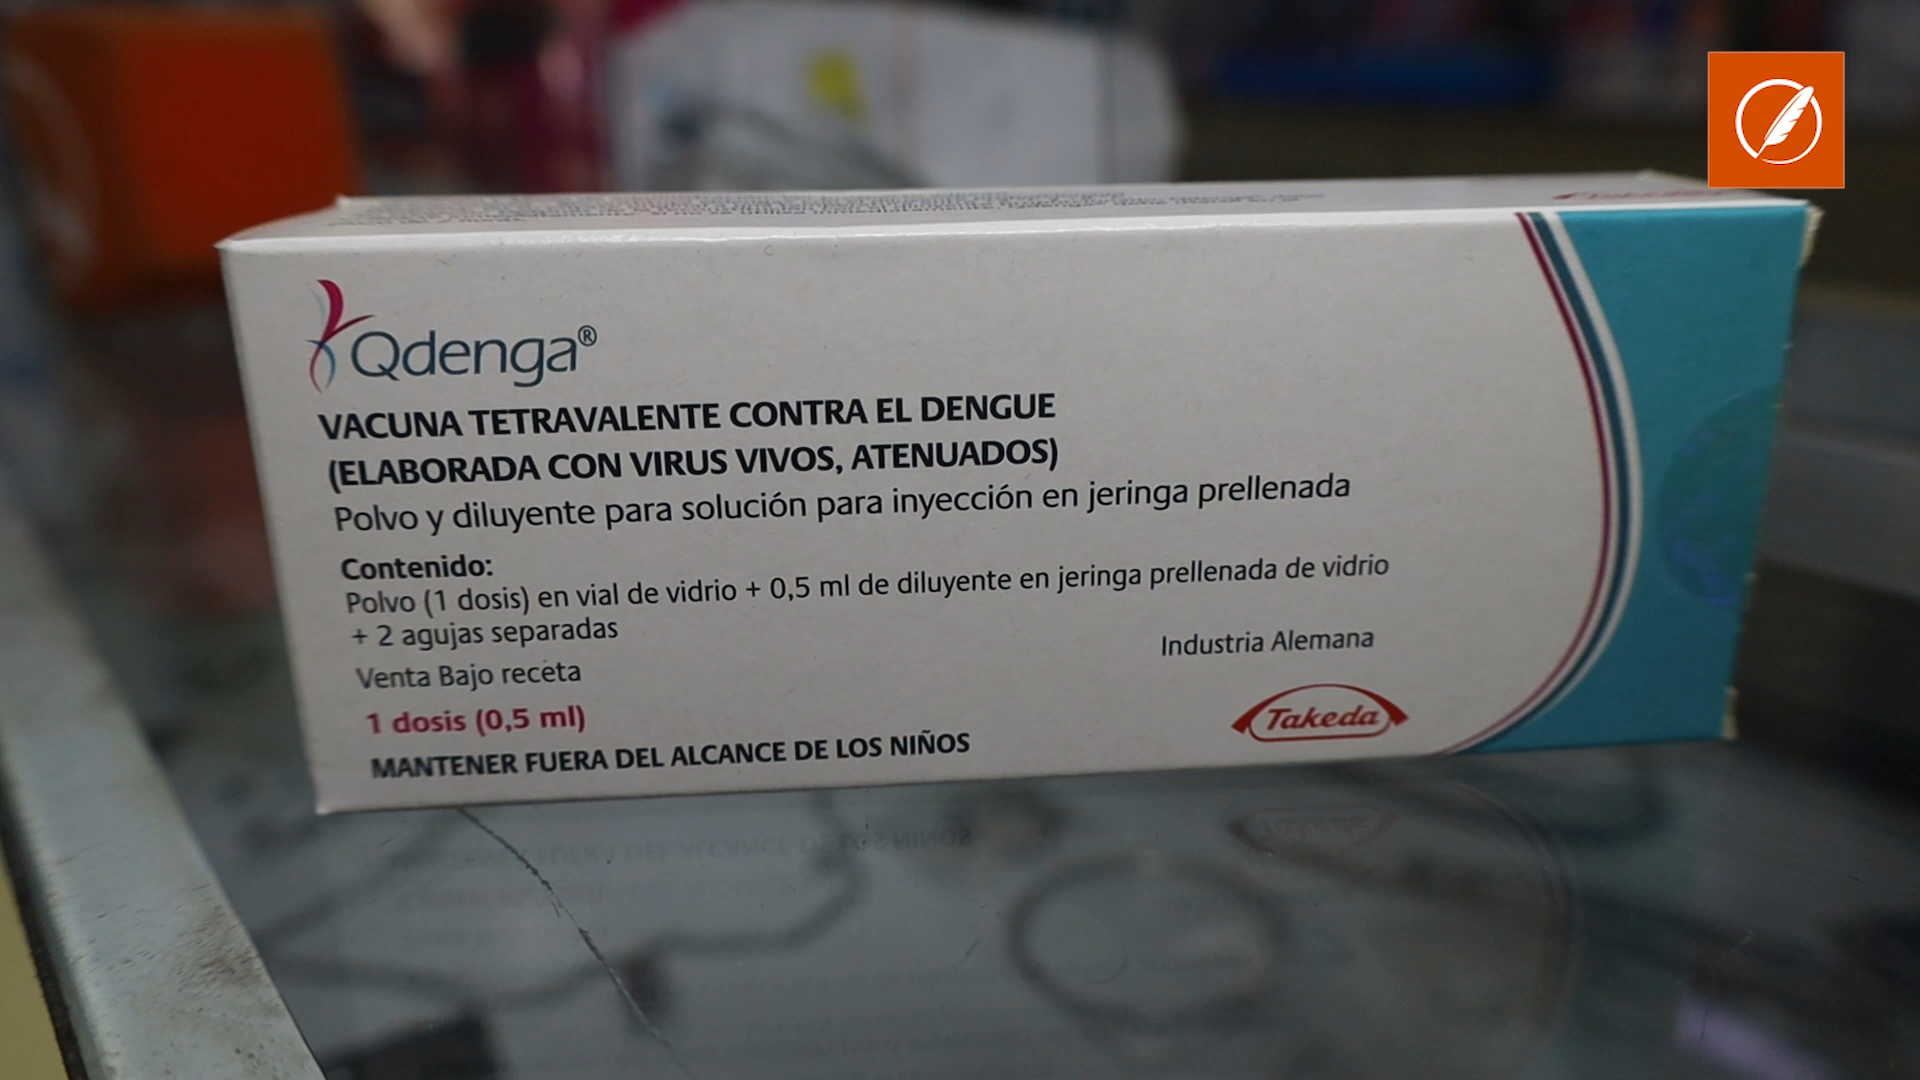 Qdenga®
VACUNA TETRAVALENTE CONTRA EL DENGUE
(ELABORADA CON VIRUS VIVOS, ATENUADOS)
Polvo y diluyente para solución para inyección en jeringa prellenada
Contenido:
Polvo (1 dosis) en vial de vidrio + 0,5 ml de diluyente en jeringa prellenada de vidrio
+ 2 agujas separadas
Industria Alemana
Venta Bajo receta
1 dosis (0,5 ml)
Takeda
MANTENER FUERA DEL ALCANCE DE LOS NIÑOS